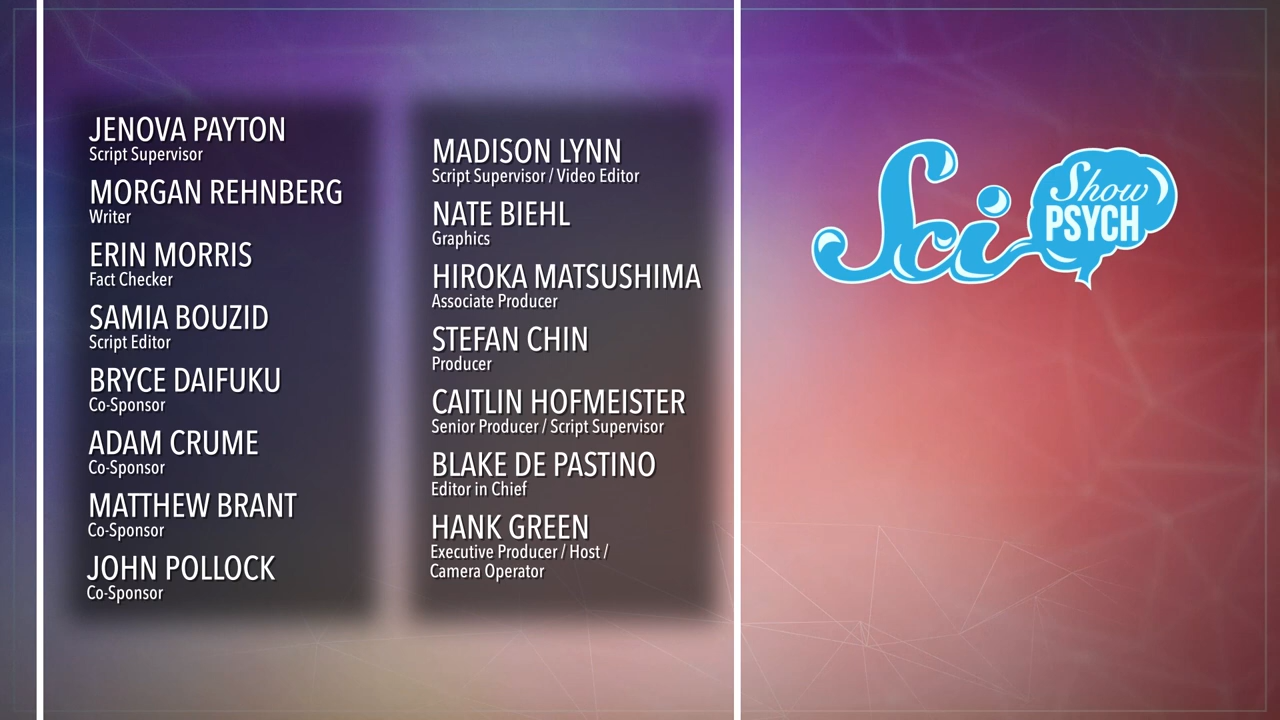 JENOVA PAYTON
Script Supervisor
MORGAN REHNBERG
Writer
ERIN MORRIS
Fact Checker
SAMIA BOUZID
Script Editor
BRYCE DAIFUKU
Co-Sponsor
ADAM CRUME
Co-Sponsor
MATTHEW BRANT
Co-Sponsor
JOHN POLLOCK
Co-Sponsor
MADISON LYNN
Script Supervisor / Video Editor
NATE BIEHL
Graphics
HIROKA MATSUSHIMA
Associate Producer
STEFAN CHIN
Producer
CAITLIN HOFMEISTER
Senior Producer / Script Supervisor
BLAKE DE PASTINO
Editor in Chief
HANK GREEN
Executive Producer / Host /
Camera Operator
Sci Show
PSYCH